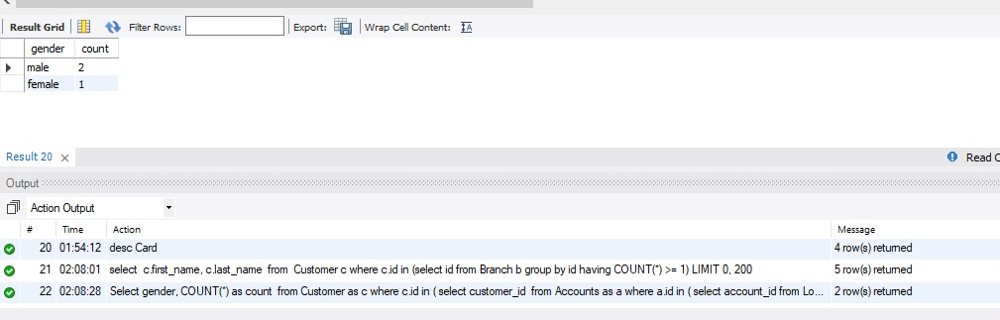 Result Grid Filter Rows: Export: Wrap Cell Content: IA
gender count
male 2
female 1
Result 20 × Read O
Output
Action Output
# Time Action Message
20 01:54:12 desc Card 4 row(s) returned
21 02:08:01 select c.first_name, c.last_name from Customer c where c.id in (select id from Branch b group by id having COUNT(*) >= 1) LIMIT 0, 200 5 row(s) returned
22 02:08:28 Select gender, COUNT(*) as count from Customer as c where c.id in ( select customer_id from Accounts as a where a.id in ( select account_id from Lo... 2 row(s) returned